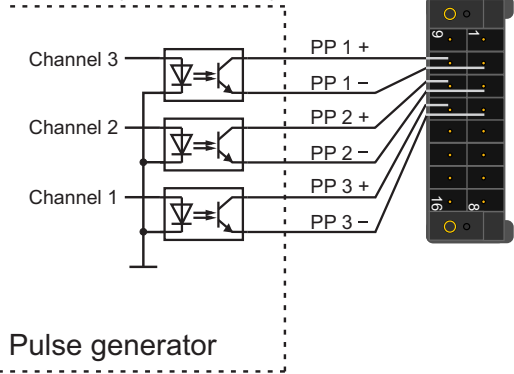 Channel 3
PP 1 +
PP 1 –
Channel 2
PP 2 +
PP 2 –
Channel 1
PP 3 +
PP 3 –
9 1
16 8
Pulse generator